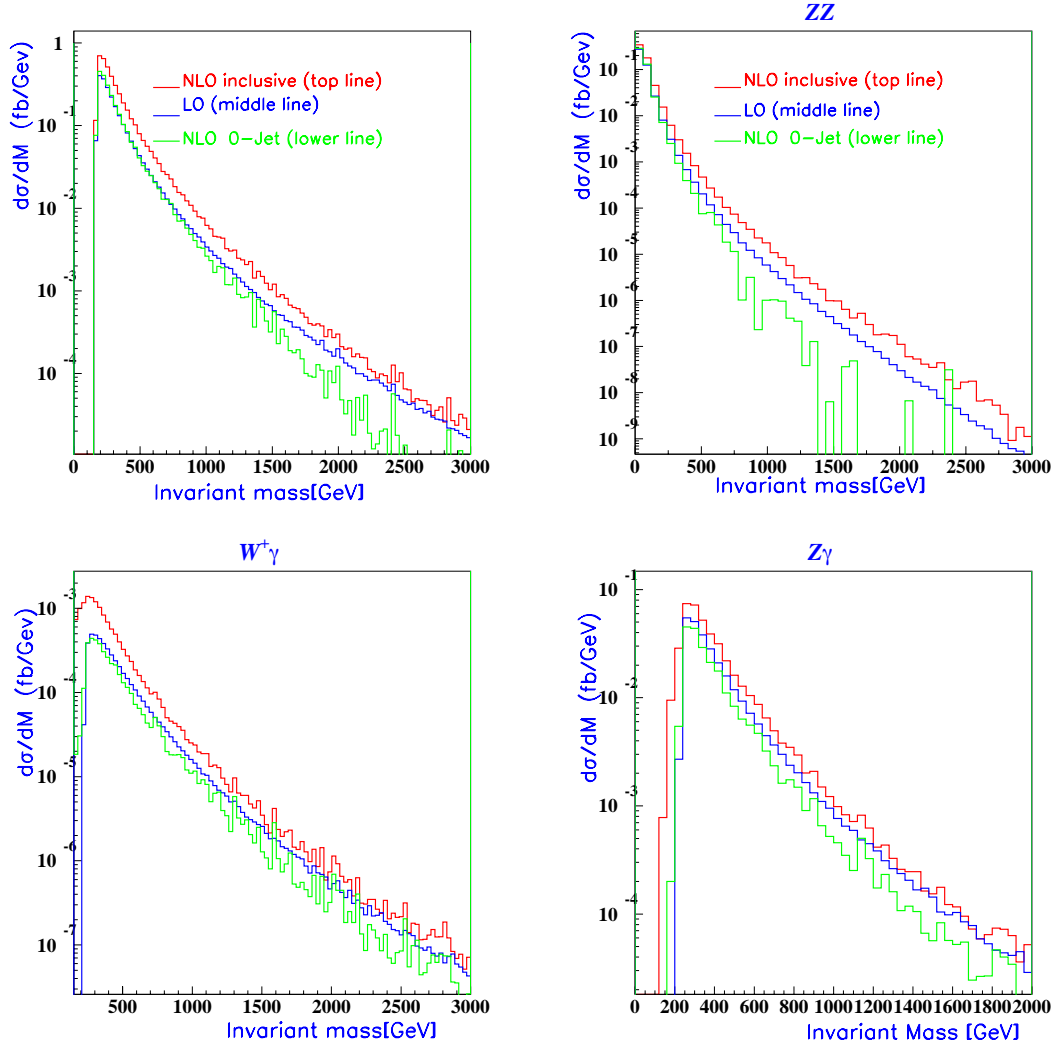 dσ/dM (fb/Gev)
1
10 -1
10 -2
10 -3
10 -4
NLO inclusive (top line)
LO (middle line)
NLO 0-Jet (lower line)
0 500 1000 1500 2000 2500 3000
Invariant mass[GeV]
ZZ
dσ/dM (fb/GeV)
10 -1
10 -2
10 -3
10 -4
10 -5
10 -6
10 -7
10 -8
10 -9
NLO inclusive (top line)
LO (middle line)
NLO 0-Jet (lower line)
0 500 1000 1500 2000 2500 3000
Invariant mass[GeV]
W+γ
dσ/dM (fb/GeV)
10 -3
10 -4
10 -5
10 -6
10 -7
500 1000 1500 2000 2500 3000
Invariant mass[GeV]
Zγ
dσ/dM (fb/GeV)
10 -1
10 -2
10 -3
10 -4
0 200 400 600 800 1000 1200 1400 1600 1800 2000
Invariant Mass [GeV]